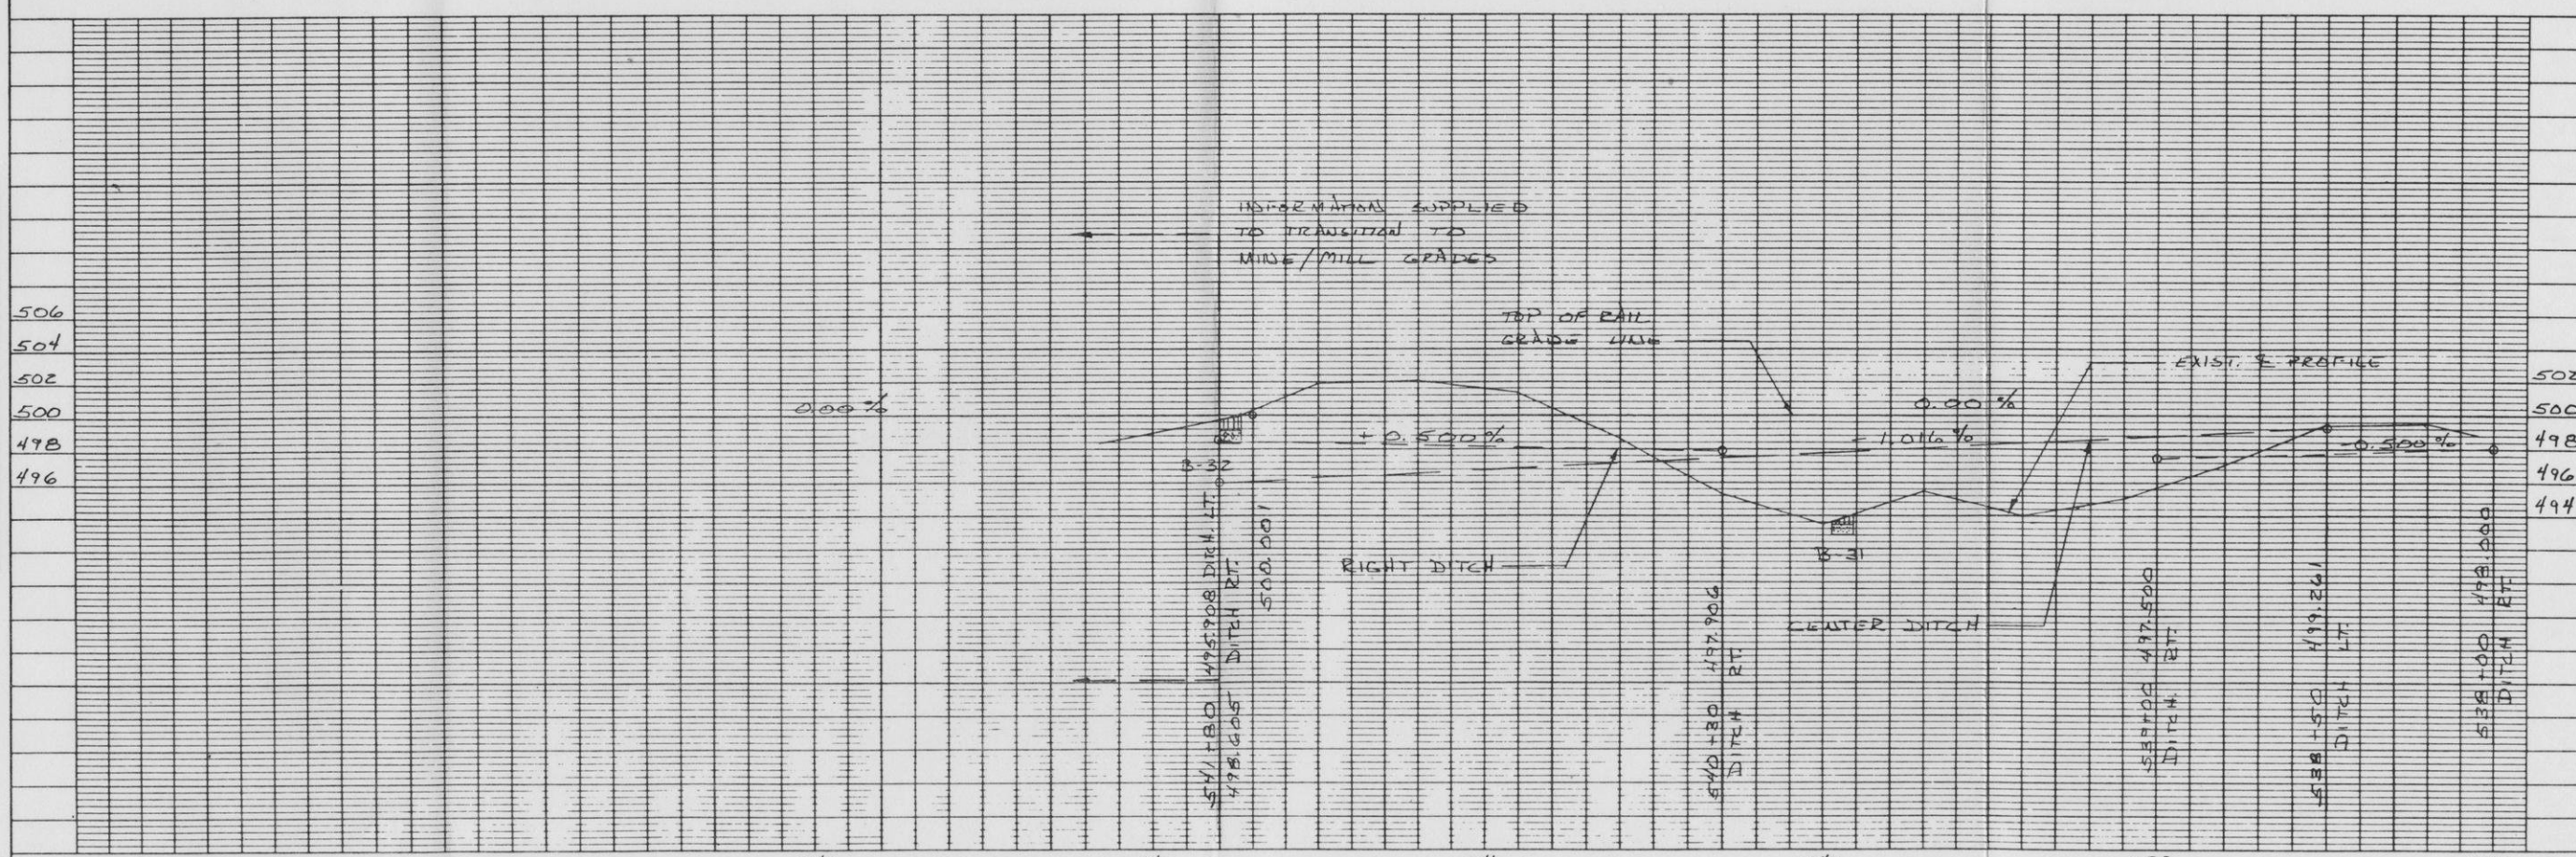 INFORMATION SUPPLIED
TO TRANSITION TO
MINE/MILL GRADES
506
504
502
500
498
496
TOP OF RAIL
GRADE LINE
EXIST. ℄ PROFILE
502
500
498
496
494
0.00 %
0.00 %
+ 0.500 %
- 1.016 %
-0.500 %
B-32
B-31
RIGHT DITCH
CENTER DITCH
541+80 495.908 DITCH LT.
498.605 DITCH RT.
500.001
540+30 497.906
DITCH RT.
539+00 497.500
DITCH RT.
538+50 499.261
DITCH LT.
538+00 498.000
DITCH RT.